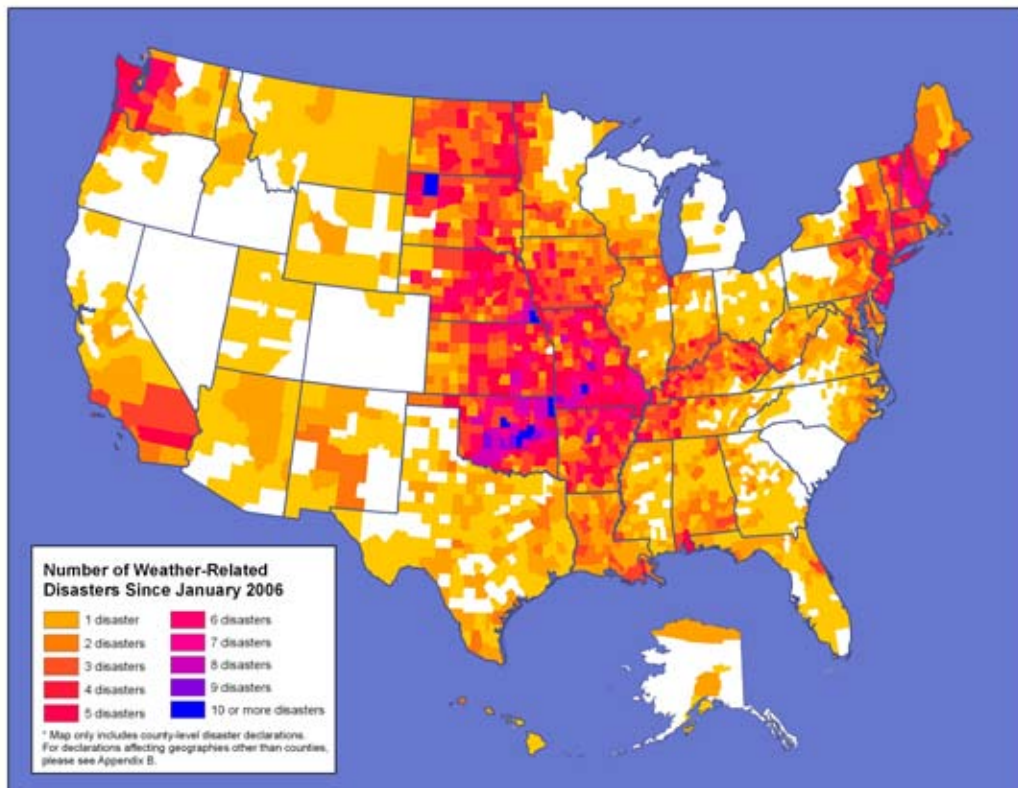 Number of Weather-Related
Disasters Since January 2006
1 disaster
2 disasters
3 disasters
4 disasters
5 disasters
6 disasters
7 disasters
8 disasters
9 disasters
10 or more disasters
* Map only includes county-level disaster declarations.
For declarations affecting geographies other than counties,
please see Appendix B.